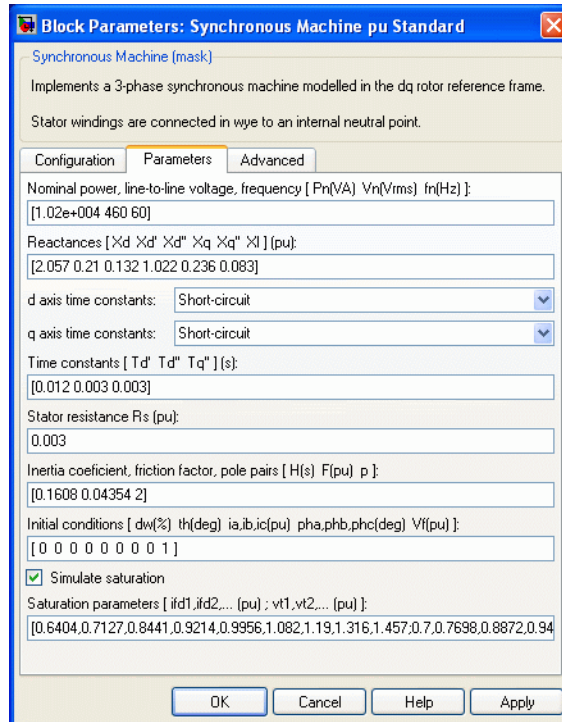 Block Parameters: Synchronous Machine pu Standard
Synchronous Machine (mask)
Implements a 3-phase synchronous machine modelled in the dq rotor reference frame.
Stator windings are connected in wye to an internal neutral point.
Configuration Parameters Advanced
Nominal power, line-to-line voltage, frequency [ Pn(VA) Vn(Vrms) fn(Hz) ]:
[1.02e+004 460 60]
Reactances [ Xd Xd' Xd'' Xq Xq'' Xl ] (pu):
[2.057 0.21 0.132 1.022 0.236 0.083]
d axis time constants: Short-circuit
q axis time constants: Short-circuit
Time constants [ Td' Td'' Tq'' ] (s):
[0.012 0.003 0.003]
Stator resistance Rs (pu):
0.003
Inertia coeficient, friction factor, pole pairs [ H(s) F(pu) p ]:
[0.1608 0.04354 2]
Initial conditions [ dw(%) th(deg) ia,ib,ic(pu) pha,phb,phc(deg) Vf(pu) ]:
[ 0 0 0 0 0 0 0 0 1 ]
Simulate saturation
Saturation parameters [ ifd1,ifd2,... (pu) ; vt1,vt2,... (pu) ]:
[0.6404,0.7127,0.8441,0.9214,0.9956,1.082,1.19,1.316,1.457;0.7,0.7698,0.8872,0.94
OK Cancel Help Apply